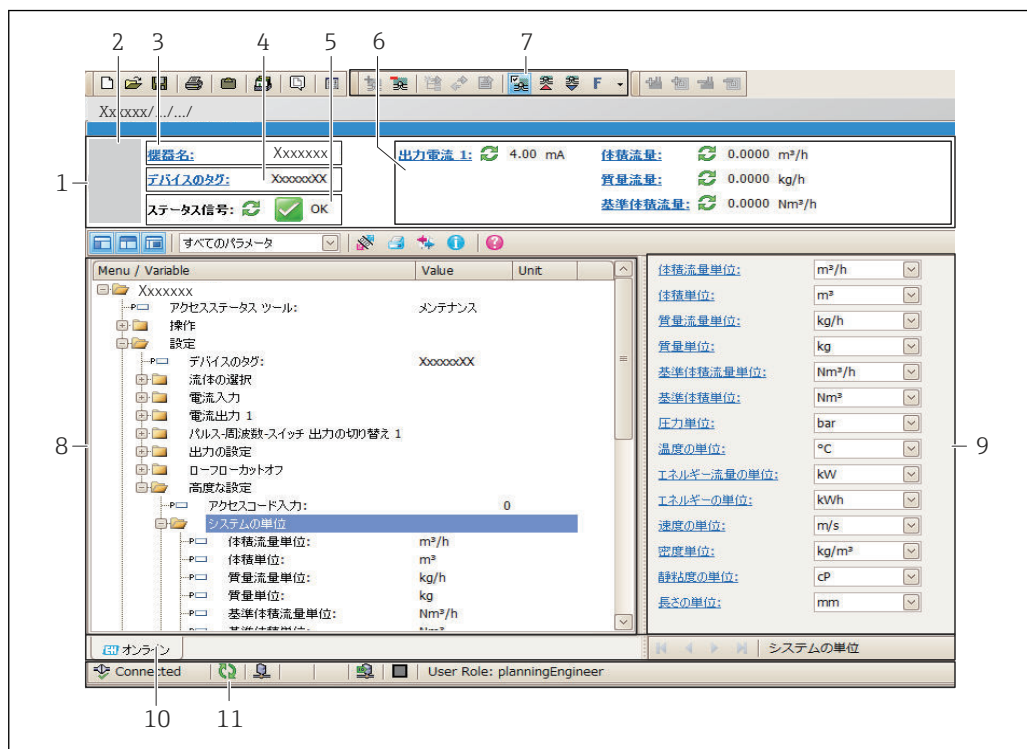 2 3 4 5 6 7
F
Xxxxxx/../../
機器名: Xxxxxxx
デバイスのタグ: XxxxxxXX
ステータス信号: OK
出力電流 1: 4.00 mA
体積流量: 0.0000 m³/h
質量流量: 0.0000 kg/h
基準体積流量: 0.0000 Nm³/h
1
すべてのパラメータ
Menu / Variable Value Unit
Xxxxxxx
アクセスステータス ツール: メンテナンス
操作
設定
デバイスのタグ: XxxxxxXX
流体の選択
電流入力
電流出力 1
パルス-周波数-スイッチ 出力の切り替え 1
出力の設定
ローフローカットオフ
高度な設定
アクセスコード入力: 0
システムの単位
体積流量単位: m³/h
体積単位: m³
質量流量単位: kg/h
質量単位: kg
基準体積流量単位: Nm³/h
8
体積流量単位: m³/h
体積単位: m³
質量流量単位: kg/h
質量単位: kg
基準体積流量単位: Nm³/h
基準体積単位: Nm³
圧力単位: bar
温度の単位: °C
エネルギー流量の単位: kW
エネルギーの単位: kWh
速度の単位: m/s
密度単位: kg/m³
静粘度の単位: cP
長さの単位: mm
9
オンライン
システムの単位
Connected User Role: planningEngineer
10 11